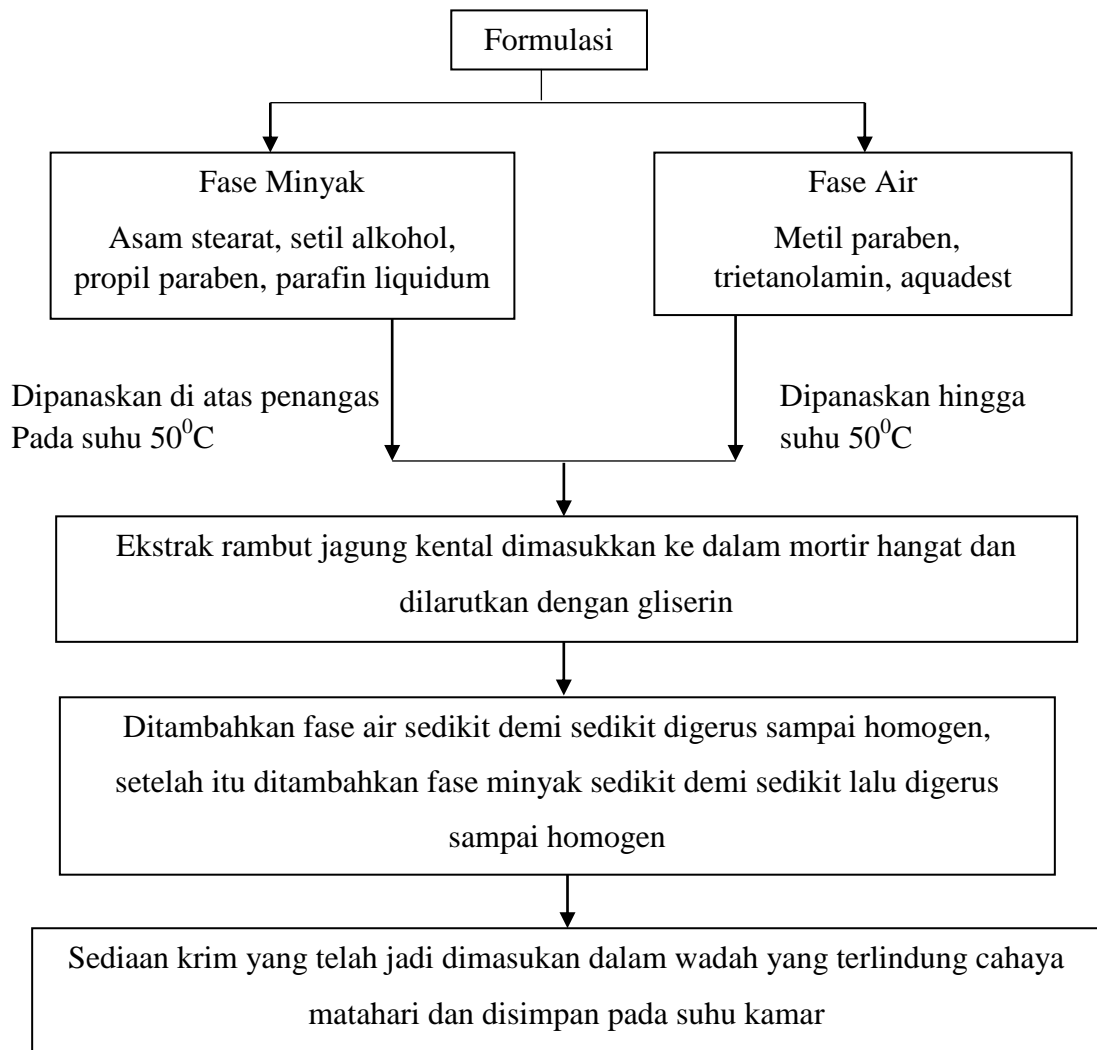 Formulasi
Fase Minyak
Asam stearat, setil alkohol,
propil paraben, parafin liquidum
Fase Air
Metil paraben,
trietanolamin, aquadest
Dipanaskan di atas penangas
Pada suhu 50⁰C
Dipanaskan hingga
suhu 50⁰C
Ekstrak rambut jagung kental dimasukkan ke dalam mortir hangat dan
dilarutkan dengan gliserin
Ditambahkan fase air sedikit demi sedikit digerus sampai homogen,
setelah itu ditambahkan fase minyak sedikit demi sedikit lalu digerus
sampai homogen
Sediaan krim yang telah jadi dimasukan dalam wadah yang terlindung cahaya
matahari dan disimpan pada suhu kamar